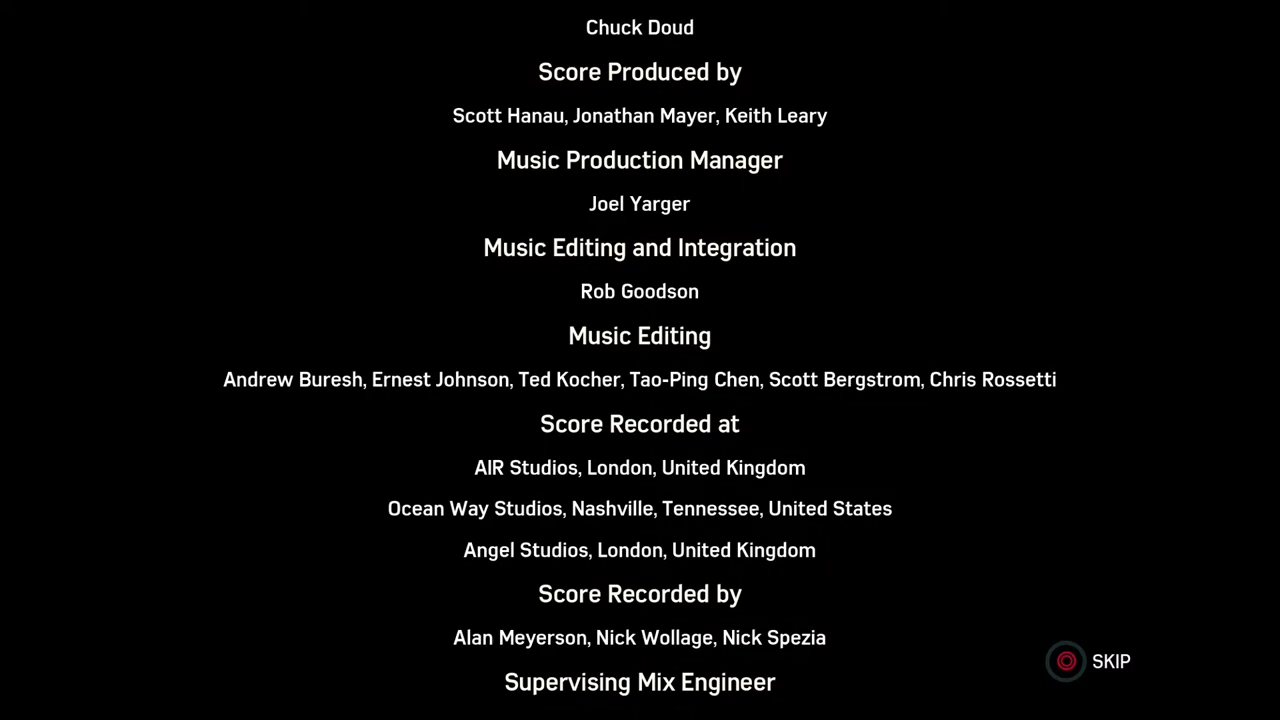 Chuck Doud
Score Produced by
Scott Hanau, Jonathan Mayer, Keith Leary
Music Production Manager
Joel Yarger
Music Editing and Integration
Rob Goodson
Music Editing
Andrew Buresh, Ernest Johnson, Ted Kocher, Tao-Ping Chen, Scott Bergstrom, Chris Rossetti
Score Recorded at
AIR Studios, London, United Kingdom
Ocean Way Studios, Nashville, Tennessee, United States
Angel Studios, London, United Kingdom
Score Recorded by
Alan Meyerson, Nick Wollage, Nick Spezia
SKIP
Supervising Mix Engineer